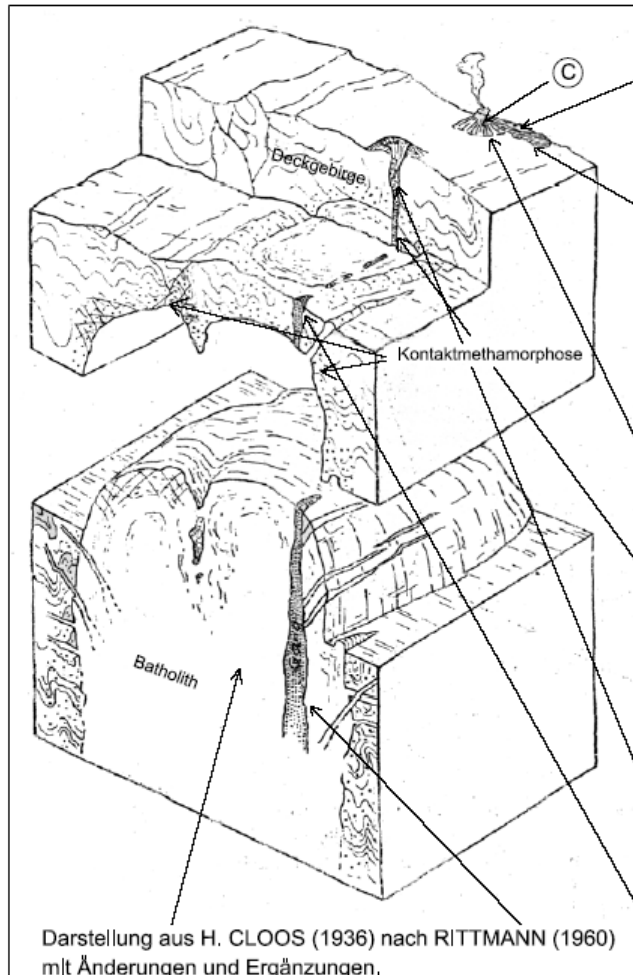 C
Deckgebirge
Kontaktmethamorphose
Batholith
Darstellung aus H. CLOOS (1936) nach RITTMANN (1960)
mit Änderungen und Ergänzungen.